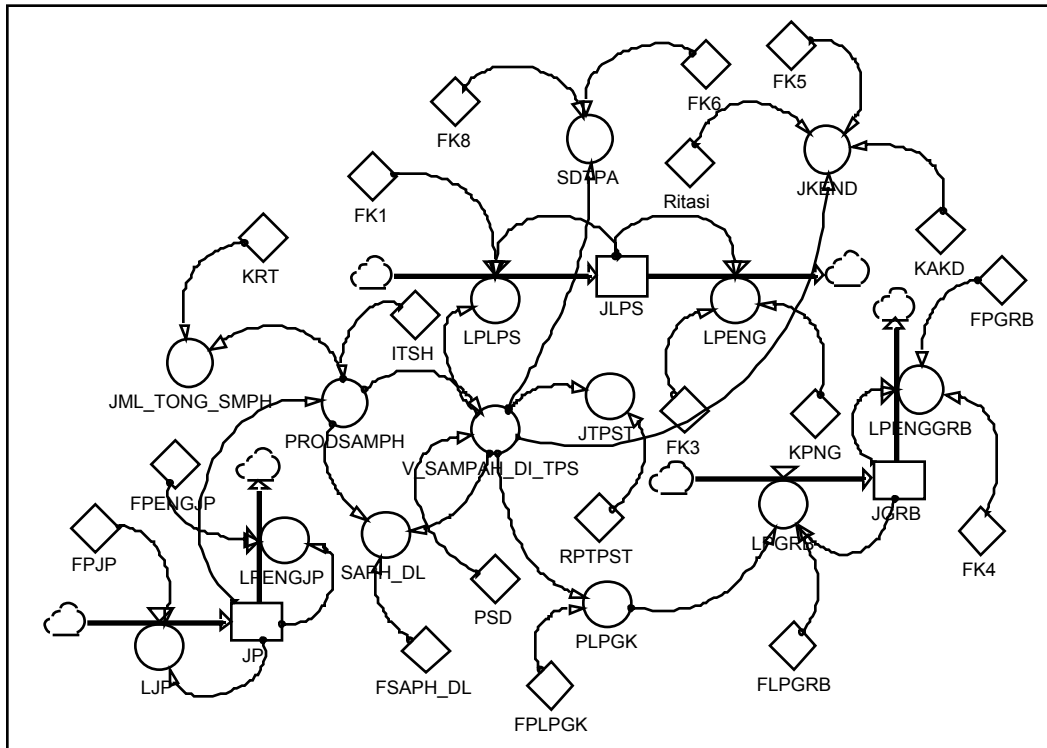 FK5
FK6
FK8
SDTPA
Ritasi
JKEND
FK1
KRT
KAKD
FPGRB
JLPS
LPLPS
LPENG
ITSH
JML_TONG_SMPH
PRODSAMPH
JTPST
FK3
KPNG
LPENGGRB
V_SAMPAH_DI_TPS
FPENGJP
JGRB
LPGRB
RPTPST
FK4
FPJP
LPENGJP
SAPH_DL
PSD
PLPGK
JP
LJP
FSAPH_DL
FLPGRB
FPLPGK